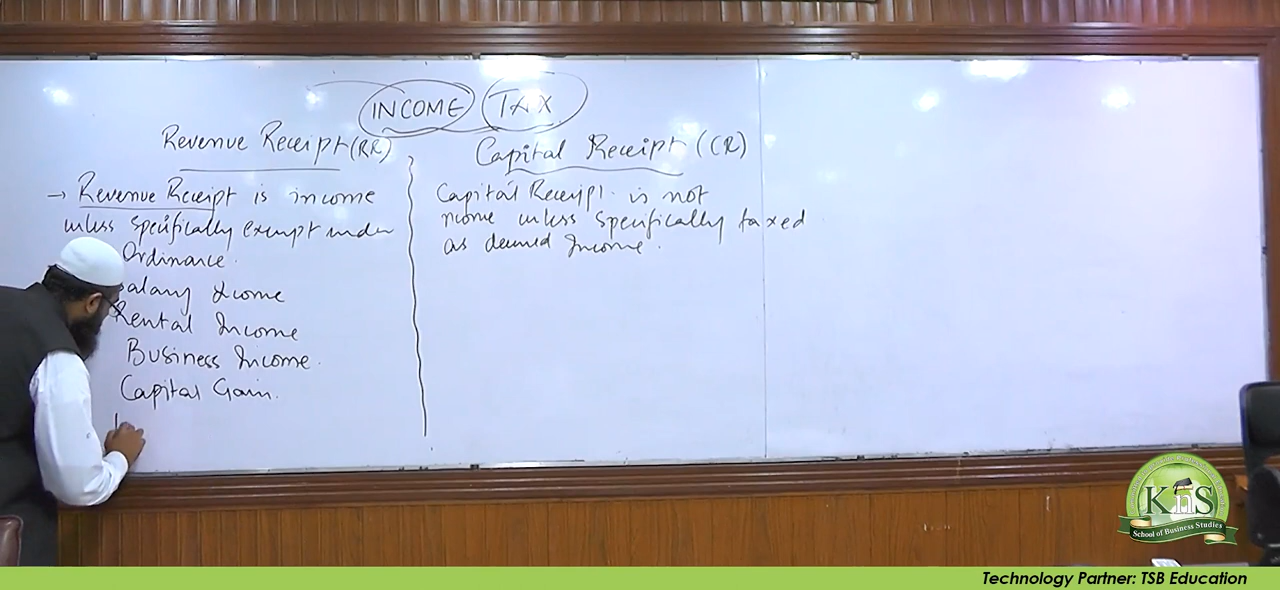 INCOME TAX
Revenue Receipt (RR)
→ Revenue Receipt is income
unless specifically exempt under
Ordinance.
alary Income
Rental Income
Business Income.
Capital Gain.
Capital Receipt (CR)
Capital Receipt is not
ncome unless specifically taxed
as deemed Income.
KnS
School of Business Studies
Technology Partner: TSB Education